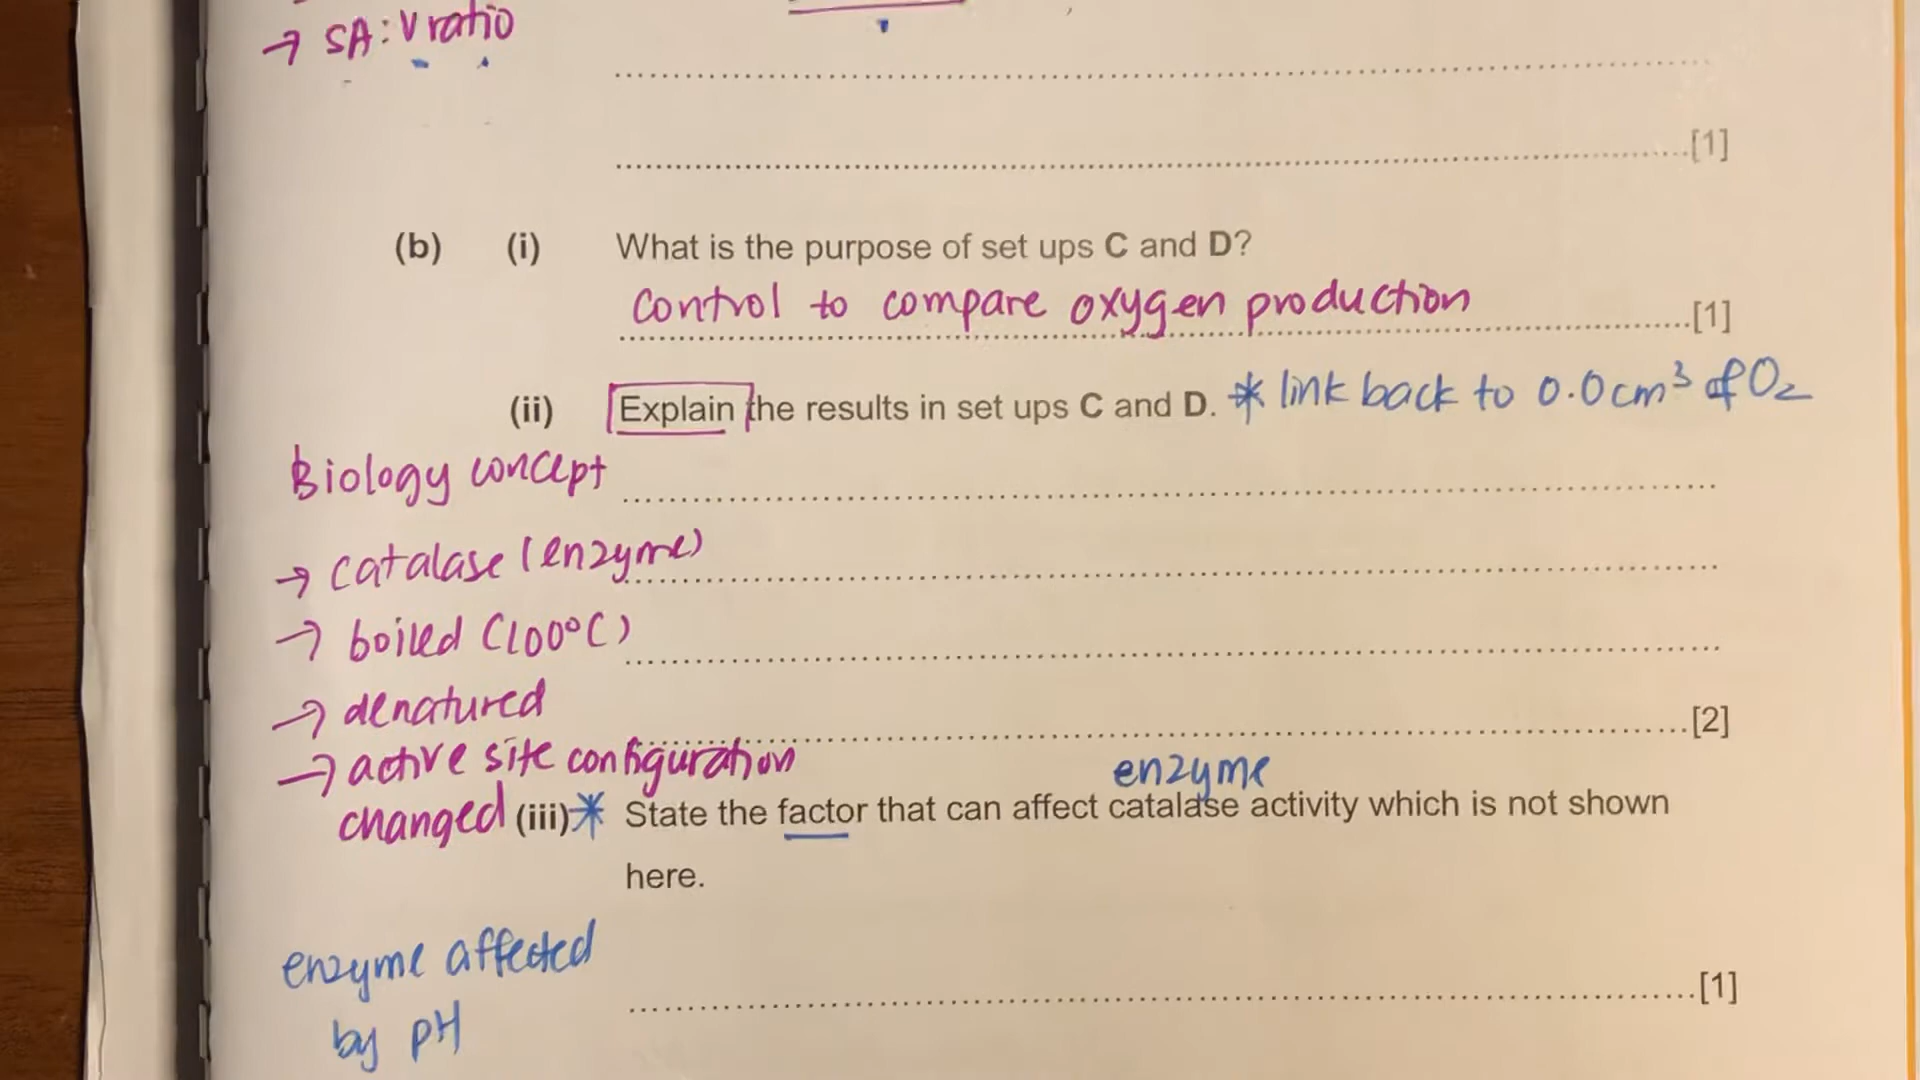 → SA:V ratio
[1]
(b) (i) What is the purpose of set ups C and D?
Control to compare oxygen production [1]
(ii) Explain the results in set ups C and D. * link back to 0.0cm³ of O₂
Biology concept
→ catalase (enzyme)
→ boiled (100°C)
→ denatured
[2]
→ active site configuration
changed
enzyme
(iii)* State the factor that can affect catalase activity which is not shown
here.
enzyme affected
[1]
by pH